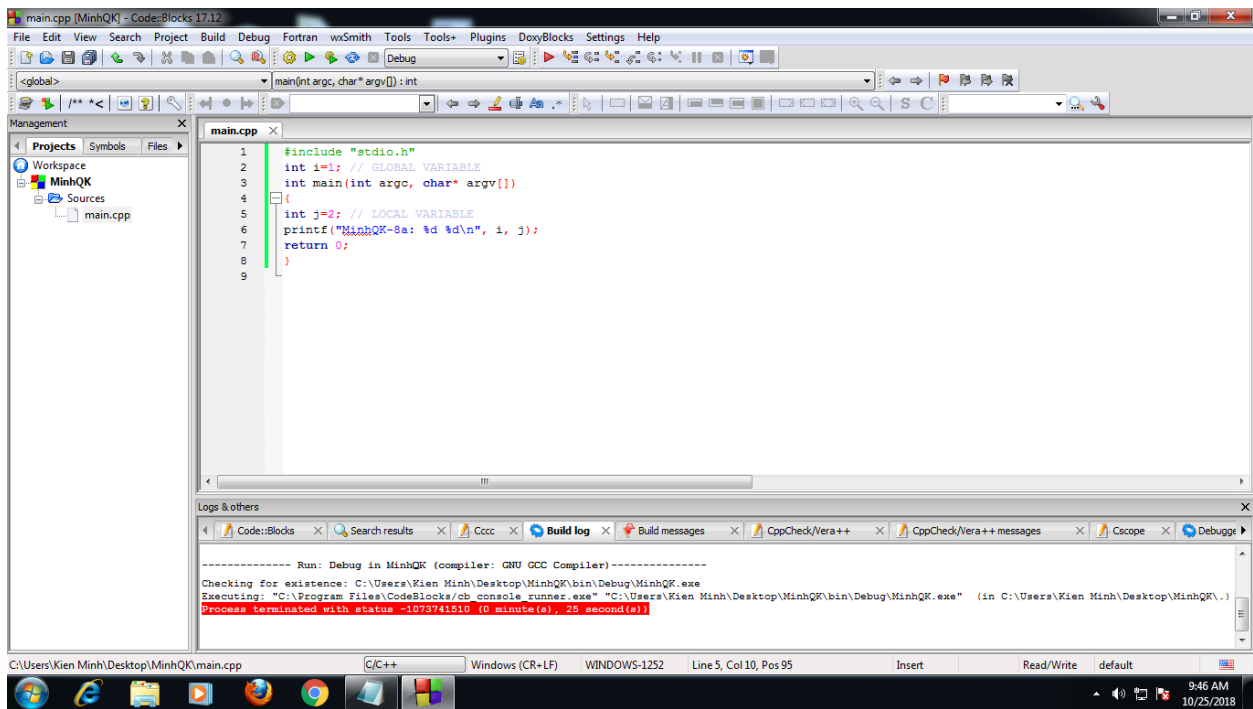 main.cpp [MinhQK] - Code::Blocks 17.12
File Edit View Search Project Build Debug Fortran wxSmith Tools Tools+ Plugins DoxyBlocks Settings Help
Debug
<global> main(int argc, char* argv[]) : int
/** *< Aa .* S C
Management
Projects Symbols Files
Workspace
MinhQK
Sources
main.cpp
main.cpp
1 #include "stdio.h"
2 int i=1; // GLOBAL VARIABLE
3 int main(int argc, char* argv[])
4 {
5 int j=2; // LOCAL VARIABLE
6 printf("MinhQK-8a: %d %d\n", i, j);
7 return 0;
8 }
9
Logs & others
Code::Blocks Search results Cccc Build log Build messages CppCheck/Vera++ CppCheck/Vera++ messages Cscope Debugge
-------------- Run: Debug in MinhQK (compiler: GNU GCC Compiler)---------------
Checking for existence: C:\Users\Kien Minh\Desktop\MinhQK\bin\Debug\MinhQK.exe
Executing: "C:\Program Files\CodeBlocks/cb_console_runner.exe" "C:\Users\Kien Minh\Desktop\MinhQK\bin\Debug\MinhQK.exe" (in C:\Users\Kien Minh\Desktop\MinhQK\.)
Process terminated with status -1073741510 (0 minute(s), 25 second(s))
C:\Users\Kien Minh\Desktop\MinhQK\main.cpp C/C++ Windows (CR+LF) WINDOWS-1252 Line 5, Col 10, Pos 95 Insert Read/Write default
9:46 AM
10/25/2018